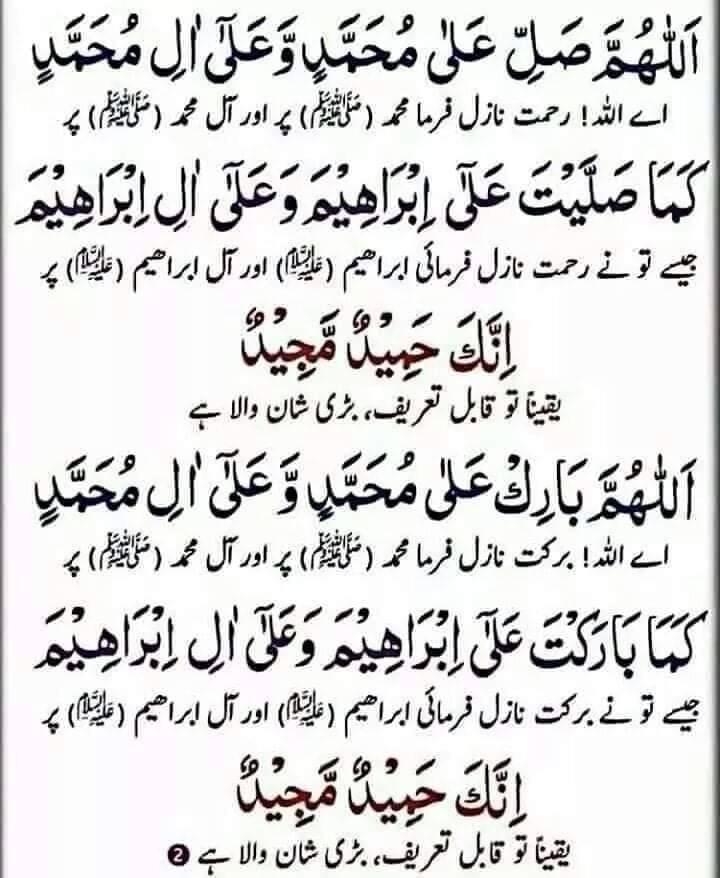 اَللّٰهُمَّ صَلِّ عَلٰى مُحَمَّدٍ وَّعَلٰٓى اٰلِ مُحَمَّدٍ
اے اللہ! رحمت نازل فرما محمد (ﷺ) پر اور آل محمد (ﷺ) پر
كَمَا صَلَّيْتَ عَلٰٓى اِبْرَاهِيْمَ وَعَلٰٓى اٰلِ اِبْرَاهِيْمَ
جیسے تو نے رحمت نازل فرمائی ابراھیم (علیہ السلام) اور آل ابراھیم (علیہ السلام) پر
اِنَّكَ حَمِيْدٌ مَّجِيْدٌ
یقیناً تو قابل تعریف، بڑی شان والا ہے
اَللّٰهُمَّ بَارِكْ عَلٰى مُحَمَّدٍ وَّعَلٰٓى اٰلِ مُحَمَّدٍ
اے اللہ! برکت نازل فرما محمد (ﷺ) پر اور آل محمد (ﷺ) پر
كَمَا بَارَكْتَ عَلٰٓى اِبْرَاهِيْمَ وَعَلٰٓى اٰلِ اِبْرَاهِيْمَ
جیسے تو نے برکت نازل فرمائی ابراھیم (علیہ السلام) اور آل ابراھیم (علیہ السلام) پر
اِنَّكَ حَمِيْدٌ مَّجِيْدٌ
یقیناً تو قابل تعریف، بڑی شان والا ہے ❷